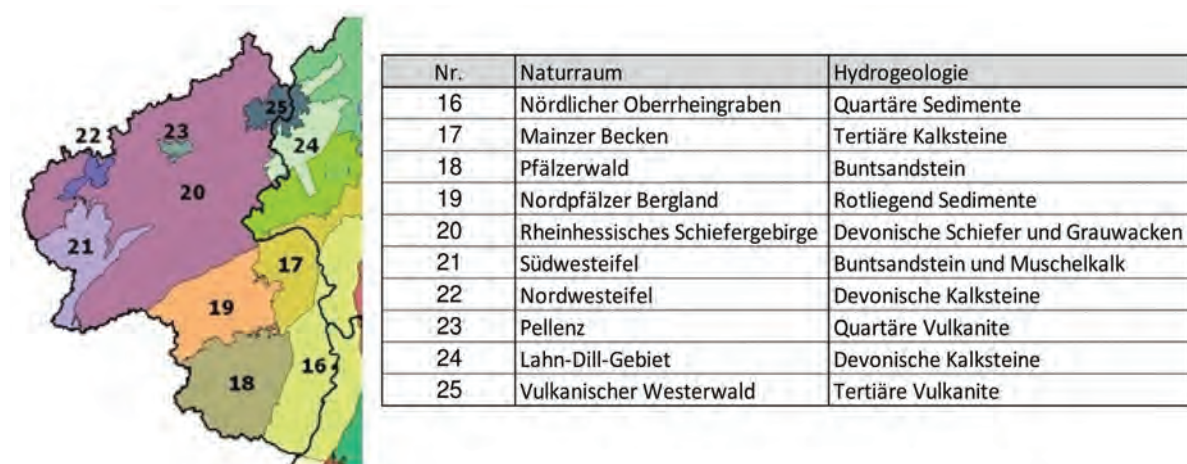 25
22
23
24
20
21
17
19
16
18
Nr. Naturraum Hydrogeologie
16 Nördlicher Oberrheingraben Quartäre Sedimente
17 Mainzer Becken Tertiäre Kalksteine
18 Pfälzerwald Buntsandstein
19 Nordpfälzer Bergland Rotliegend Sedimente
20 Rheinhessisches Schiefergebirge Devonische Schiefer und Grauwacken
21 Südwesteifel Buntsandstein und Muschelkalk
22 Nordwesteifel Devonische Kalksteine
23 Pellenz Quartäre Vulkanite
24 Lahn-Dill-Gebiet Devonische Kalksteine
25 Vulkanischer Westerwald Tertiäre Vulkanite